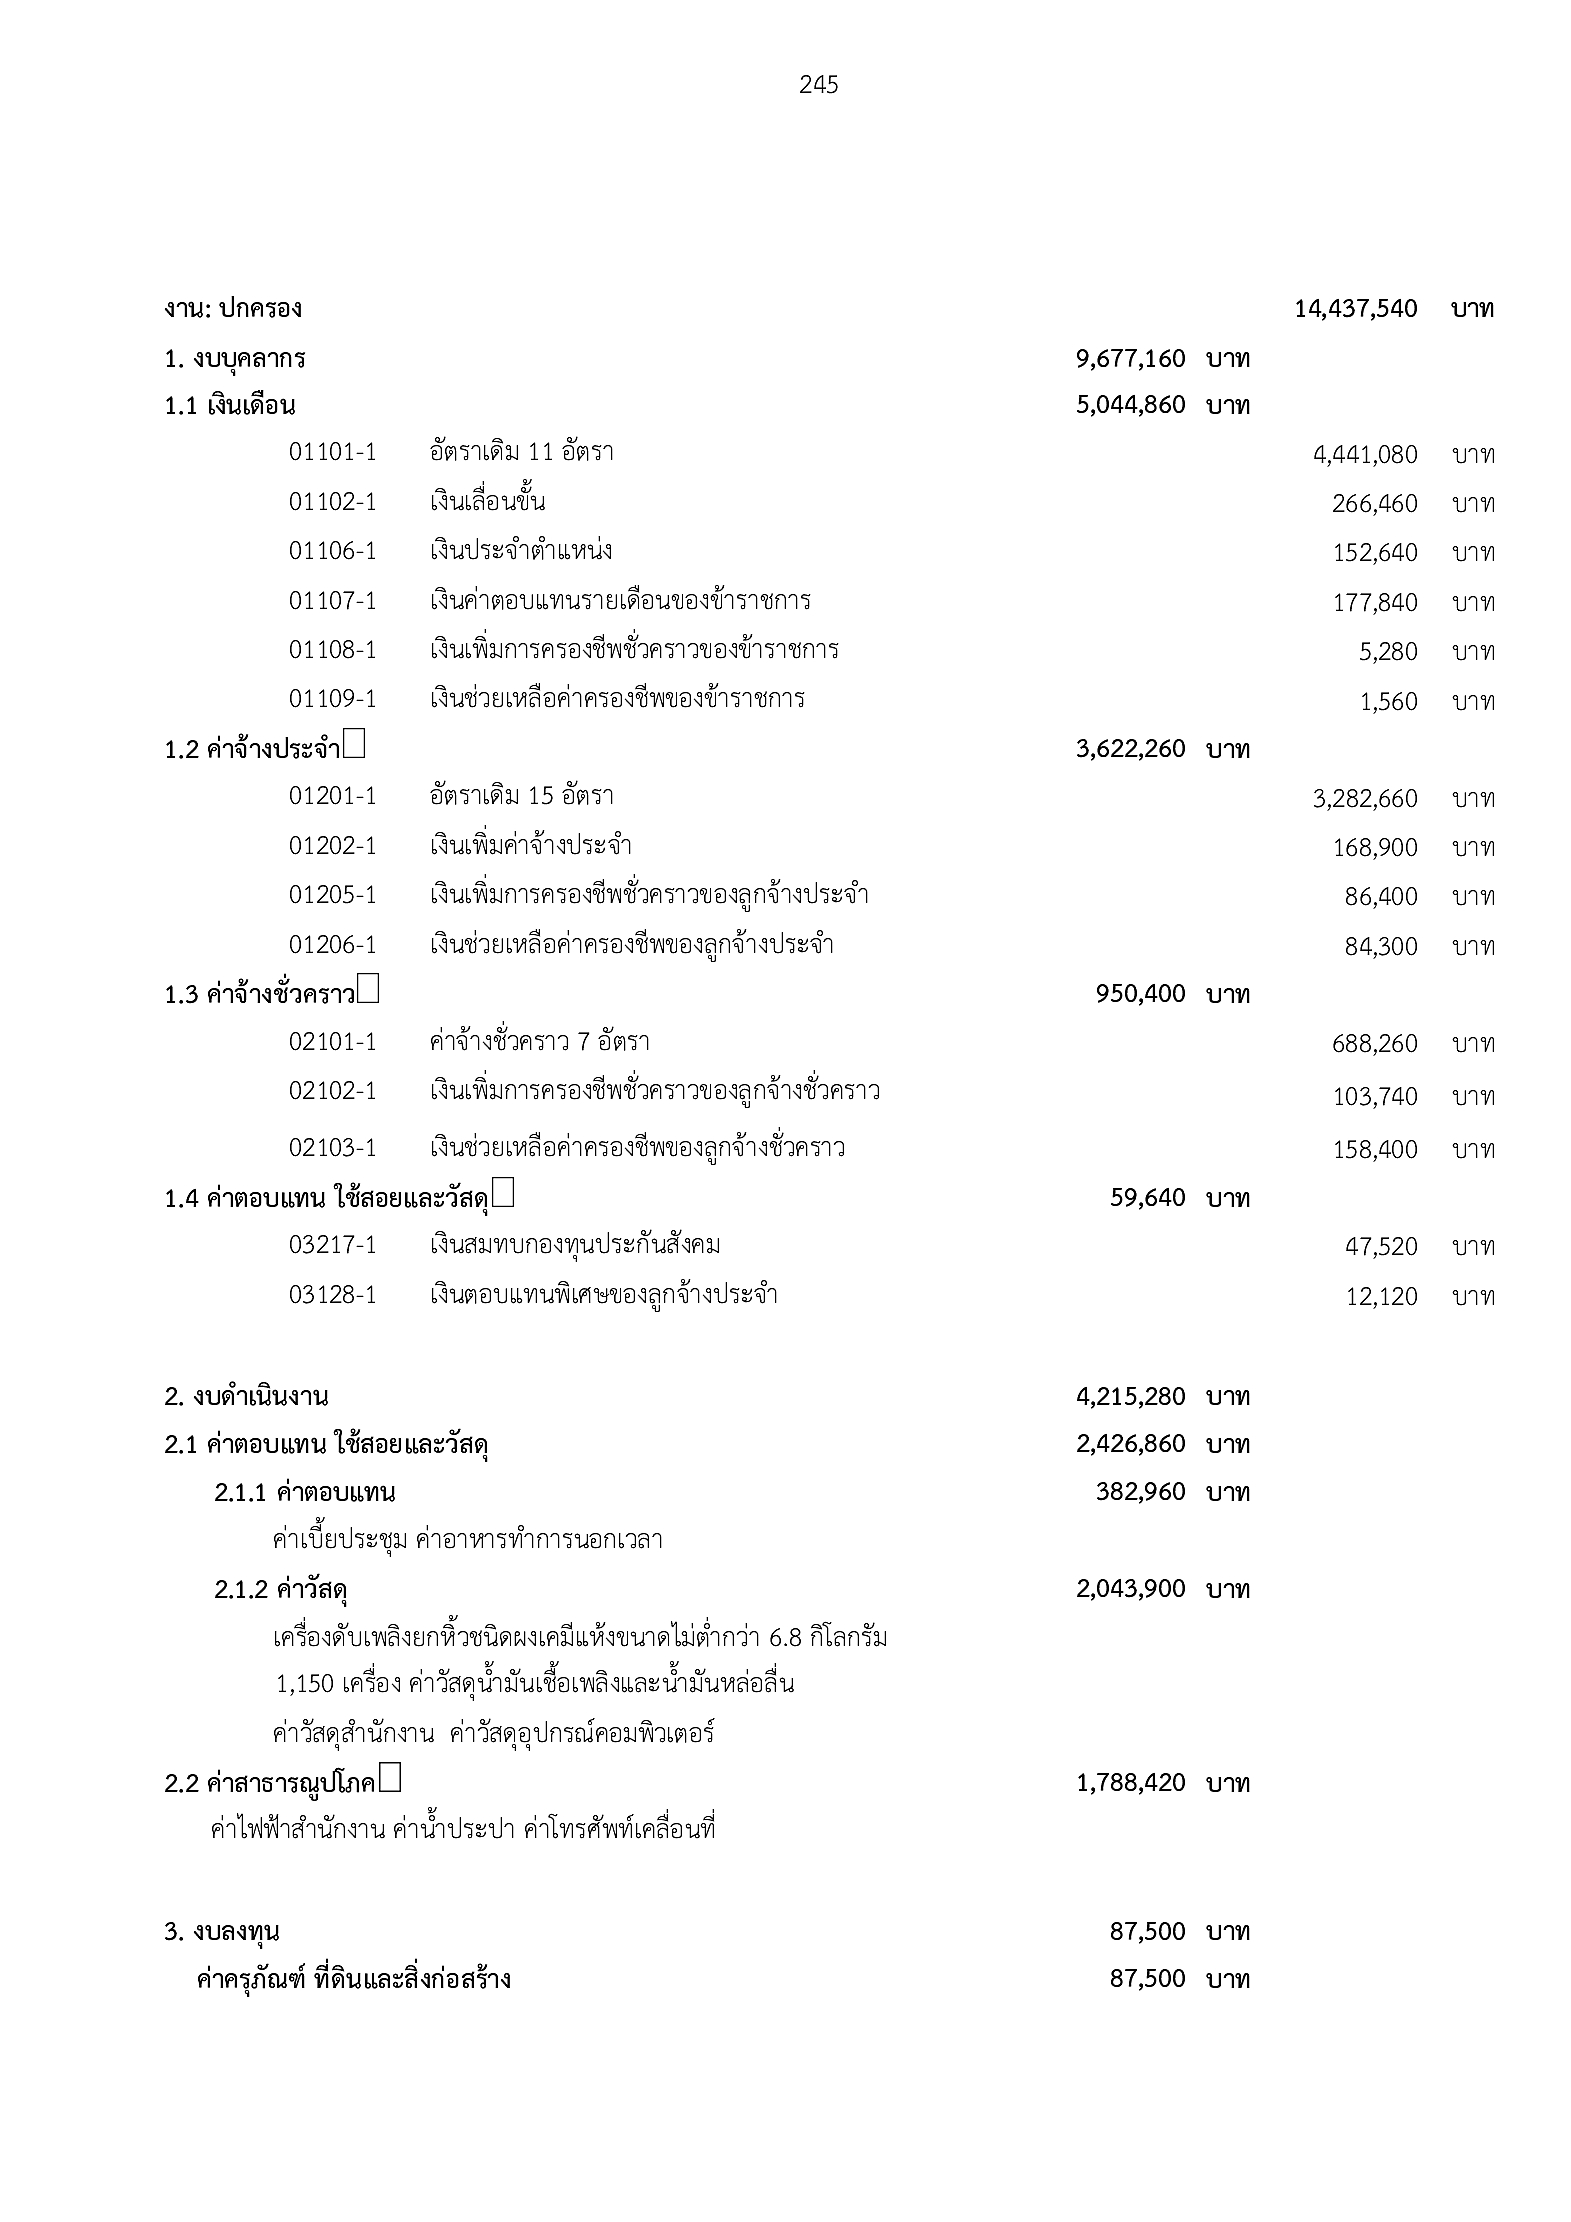 245
งาน: ปกครอง 14,437,540 บาท
1. งบบุคลากร 9,677,160 บาท
1.1 เงินเดือน 5,044,860 บาท
01101-1 อัตราเดิม 11 อัตรา 4,441,080 บาท
01102-1 เงินเลื่อนขั้น 266,460 บาท
01106-1 เงินประจำตำแหน่ง 152,640 บาท
01107-1 เงินค่าตอบแทนรายเดือนของข้าราชการ 177,840 บาท
01108-1 เงินเพิ่มการครองชีพชั่วคราวของข้าราชการ 5,280 บาท
01109-1 เงินช่วยเหลือค่าครองชีพของข้าราชการ 1,560 บาท
1.2 ค่าจ้างประจำ 3,622,260 บาท
01201-1 อัตราเดิม 15 อัตรา 3,282,660 บาท
01202-1 เงินเพิ่มค่าจ้างประจำ 168,900 บาท
01205-1 เงินเพิ่มการครองชีพชั่วคราวของลูกจ้างประจำ 86,400 บาท
01206-1 เงินช่วยเหลือค่าครองชีพของลูกจ้างประจำ 84,300 บาท
1.3 ค่าจ้างชั่วคราว 950,400 บาท
02101-1 ค่าจ้างชั่วคราว 7 อัตรา 688,260 บาท
02102-1 เงินเพิ่มการครองชีพชั่วคราวของลูกจ้างชั่วคราว 103,740 บาท
02103-1 เงินช่วยเหลือค่าครองชีพของลูกจ้างชั่วคราว 158,400 บาท
1.4 ค่าตอบแทน ใช้สอยและวัสดุ 59,640 บาท
03217-1 เงินสมทบกองทุนประกันสังคม 47,520 บาท
03128-1 เงินตอบแทนพิเศษของลูกจ้างประจำ 12,120 บาท
2. งบดำเนินงาน 4,215,280 บาท
2.1 ค่าตอบแทน ใช้สอยและวัสดุ 2,426,860 บาท
2.1.1 ค่าตอบแทน 382,960 บาท
ค่าเบี้ยประชุม ค่าอาหารทำการนอกเวลา
2.1.2 ค่าวัสดุ 2,043,900 บาท
เครื่องดับเพลิงยกหิ้วชนิดผงเคมีแห้งขนาดไม่ต่ำกว่า 6.8 กิโลกรัม
1,150 เครื่อง ค่าวัสดุน้ำมันเชื้อเพลิงและน้ำมันหล่อลื่น
ค่าวัสดุสำนักงาน ค่าวัสดุอุปกรณ์คอมพิวเตอร์
2.2 ค่าสาธารณูปโภค 1,788,420 บาท
ค่าไฟฟ้าสำนักงาน ค่าน้ำประปา ค่าโทรศัพท์เคลื่อนที่
3. งบลงทุน 87,500 บาท
ค่าครุภัณฑ์ ที่ดินและสิ่งก่อสร้าง 87,500 บาท